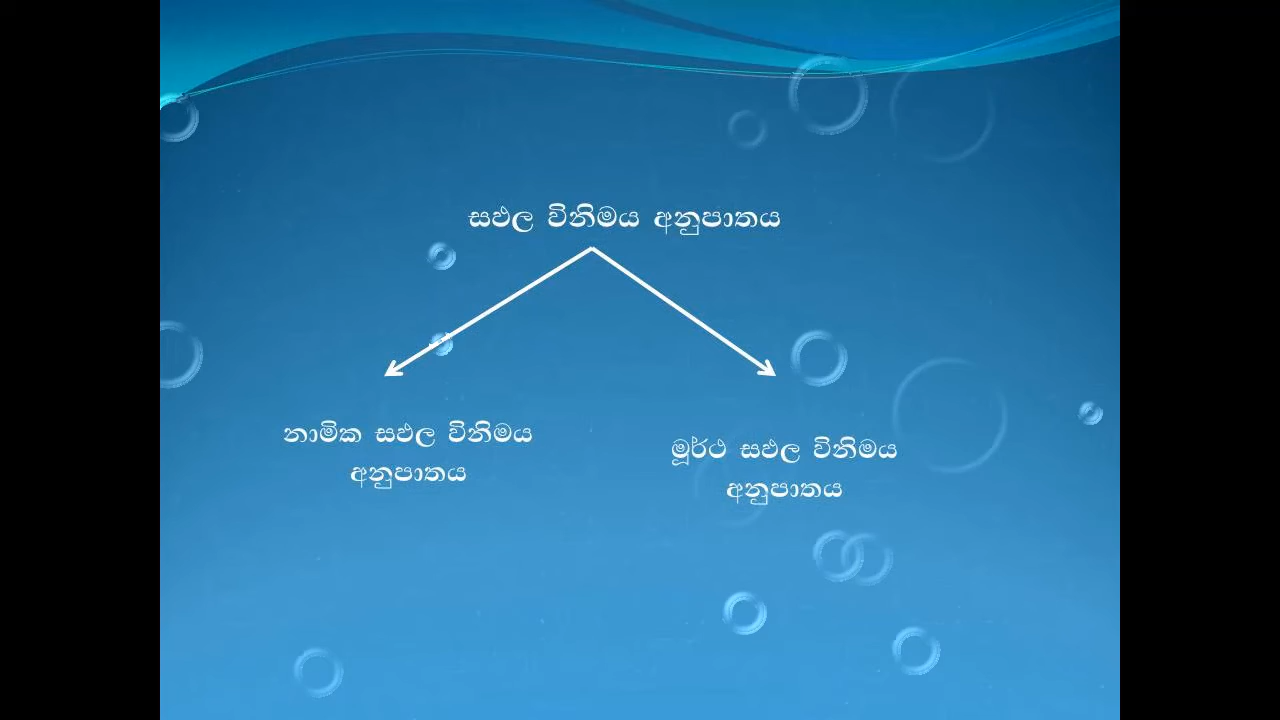 සඵල විනිමය අනුපාතය
නාමික සඵල විනිමය
අනුපාතය
මූර්ථ සඵල විනිමය
අනුපාතය